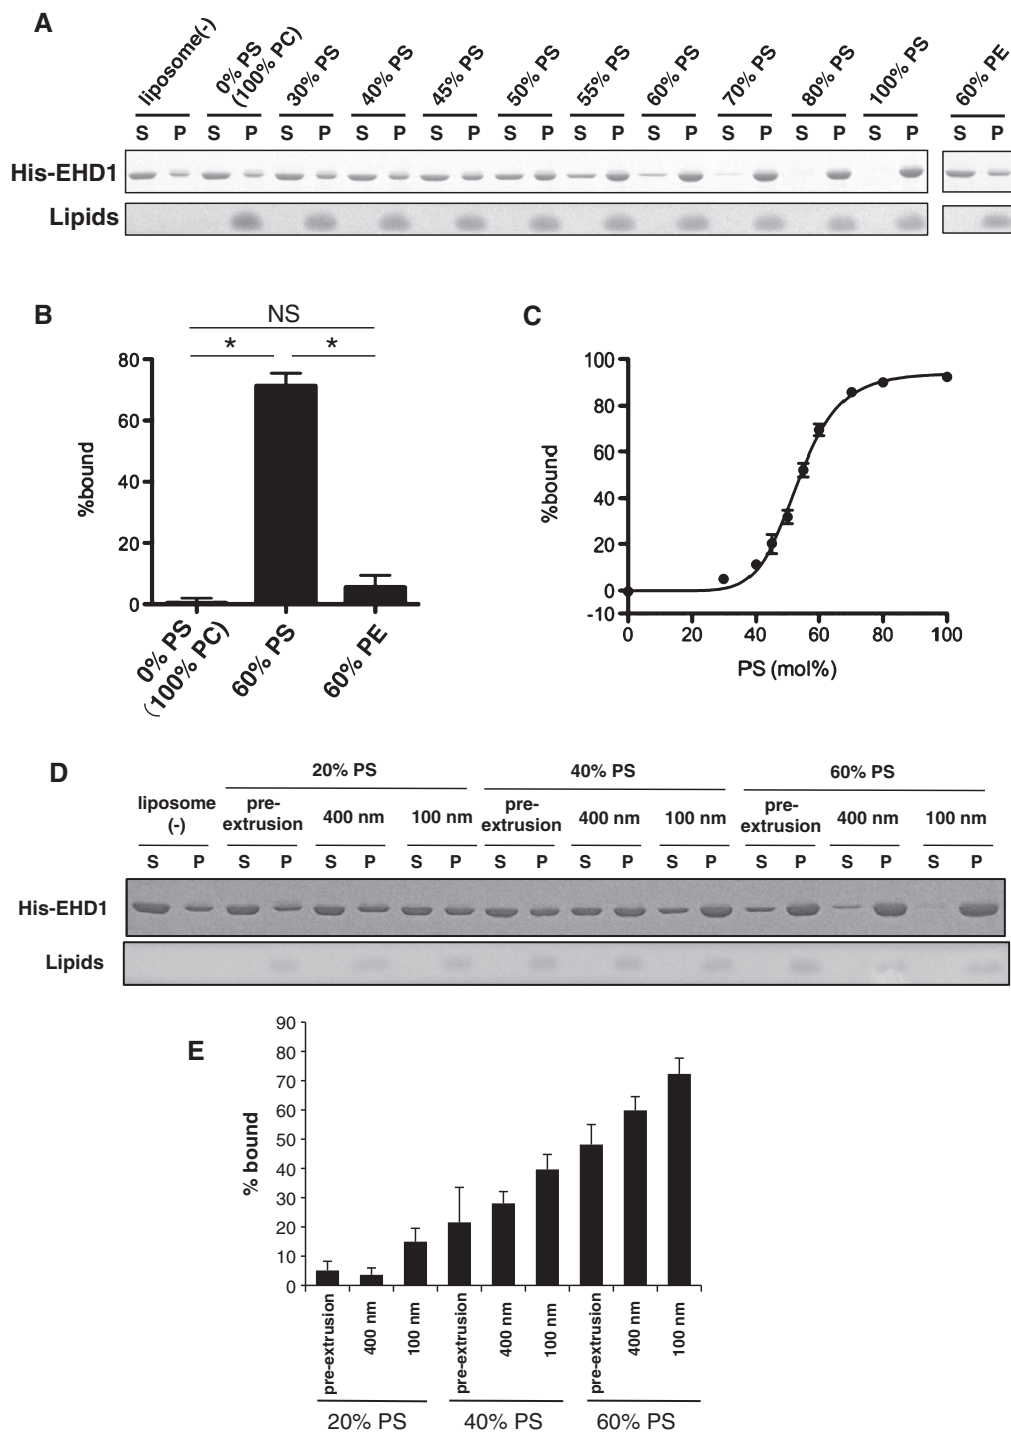 A
liposome(-)
0% PS
(100% PC)
30% PS
40% PS
45% PS
50% PS
55% PS
60% PS
70% PS
80% PS
100% PS
60% PE
S P S P S P S P S P S P S P S P S P S P S P S P
His-EHD1
Lipids
B
NS
* *
80
60
40
20
0
%bound
0% PS
(100% PC)
60% PS
60% PE
C
100
80
60
40
20
0
-10
%bound
0 20 40 60 80 100
PS (mol%)
D
20% PS 40% PS 60% PS
liposome
(-)
pre-
extrusion
400 nm
100 nm
pre-
extrusion
400 nm
100 nm
pre-
extrusion
400 nm
100 nm
S P S P S P S P S P S P S P S P S P S P
His-EHD1
Lipids
E
90
80
70
60
50
40
30
20
10
0
% bound
pre-extrusion
400 nm
100 nm
pre-extrusion
400 nm
100 nm
pre-extrusion
400 nm
100 nm
20% PS 40% PS 60% PS